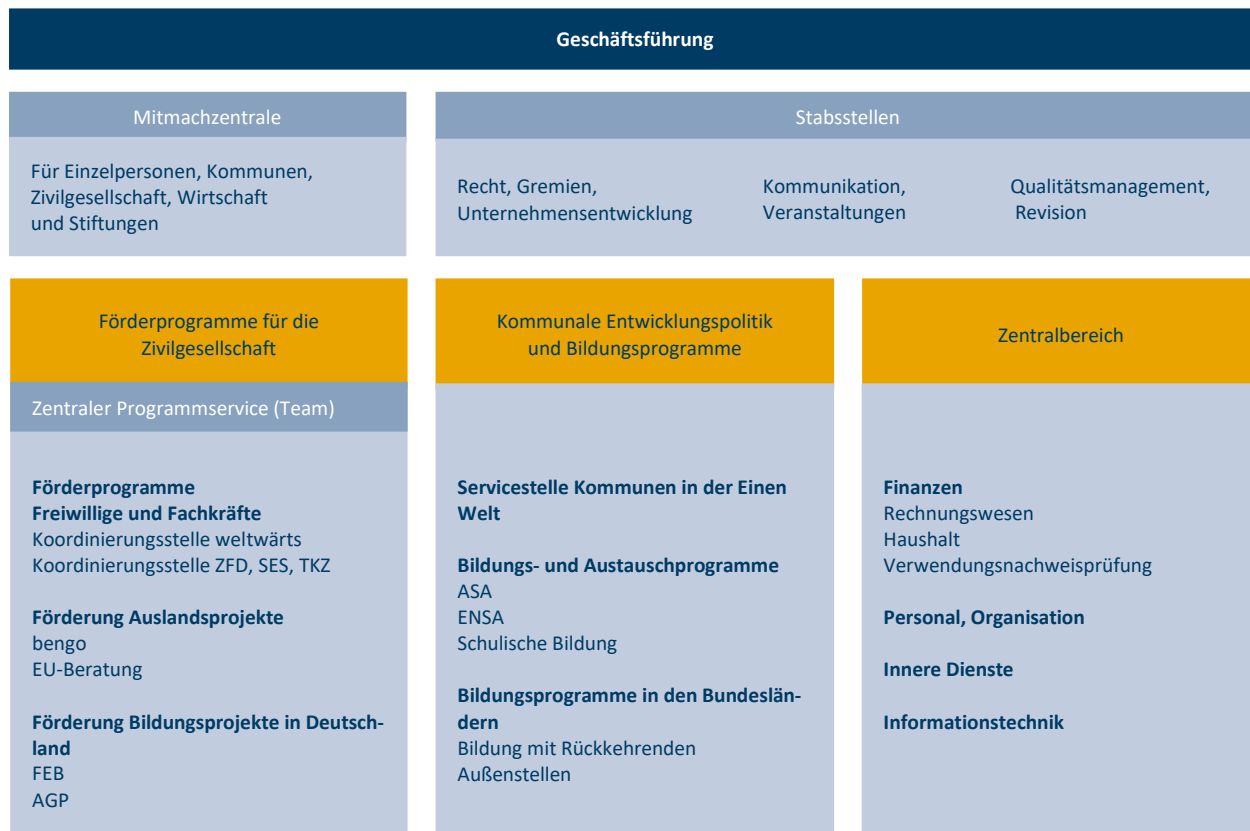 Geschäftsführung
Mitmachzentrale
Für Einzelpersonen, Kommunen,
Zivilgesellschaft, Wirtschaft
und Stiftungen
Stabsstellen
Recht, Gremien,
Unternehmensentwicklung
Kommunikation,
Veranstaltungen
Qualitätsmanagement,
Revision
Förderprogramme für die
Zivilgesellschaft
Zentraler Programmservice (Team)
Förderprogramme
Freiwillige und Fachkräfte
Koordinierungsstelle weltwärts
Koordinierungsstelle ZFD, SES, TKZ
Förderung Auslandsprojekte
bengo
EU-Beratung
Förderung Bildungsprojekte in Deutsch-
land
FEB
AGP
Kommunale Entwicklungspolitik
und Bildungsprogramme
Servicestelle Kommunen in der Einen
Welt
Bildungs- und Austauschprogramme
ASA
ENSA
Schulische Bildung
Bildungsprogramme in den Bundeslän-
dern
Bildung mit Rückkehrenden
Außenstellen
Zentralbereich
Finanzen
Rechnungswesen
Haushalt
Verwendungsnachweisprüfung
Personal, Organisation
Innere Dienste
Informationstechnik